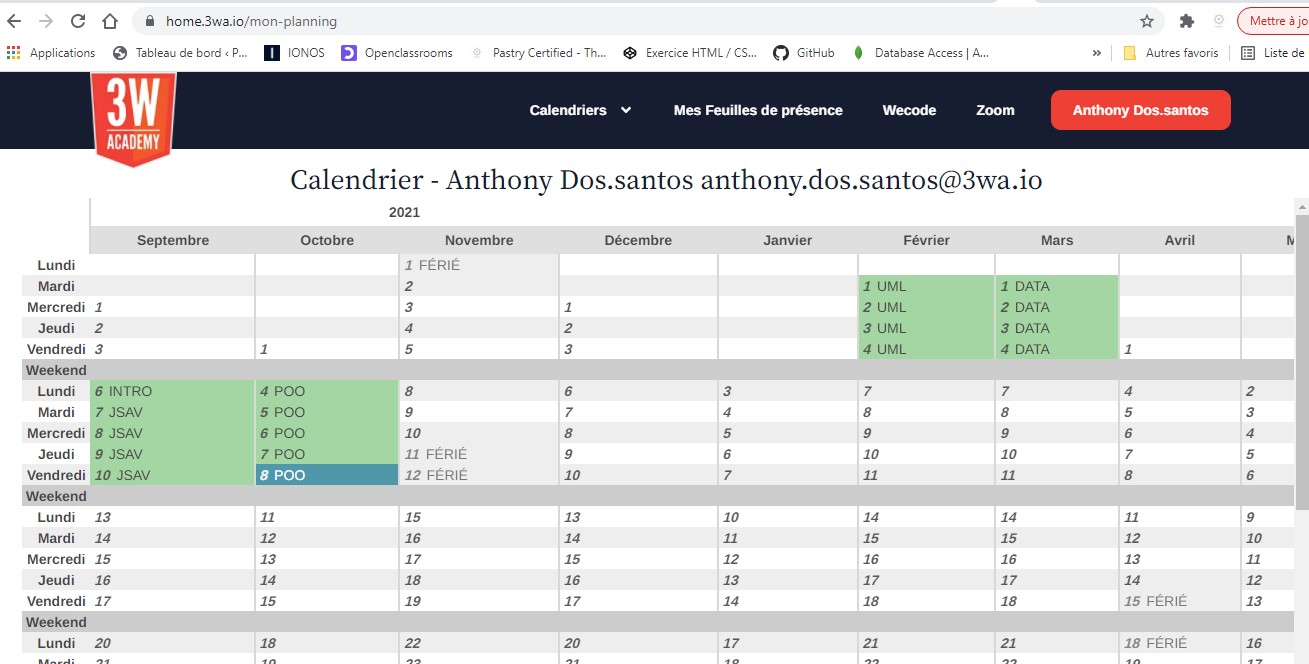 home.3wa.io/mon-planning
Mettre à jo
Applications Tableau de bord ‹ P... IONOS Openclassrooms Pastry Certified - Th... Exercice HTML / CS... GitHub Database Access | A... » Autres favoris Liste de
3W ACADEMY
Calendriers Mes Feuilles de présence Wecode Zoom Anthony Dos.santos
Calendrier - Anthony Dos.santos anthony.dos.santos@3wa.io
2021
Septembre Octobre Novembre Décembre Janvier Février Mars Avril M
Lundi 1 FÉRIÉ
Mardi 2 1 UML 1 DATA
Mercredi 1 3 1 2 UML 2 DATA
Jeudi 2 4 2 3 UML 3 DATA
Vendredi 3 1 5 3 4 UML 4 DATA 1
Weekend
Lundi 6 INTRO 4 POO 8 6 3 7 7 4 2
Mardi 7 JSAV 5 POO 9 7 4 8 8 5 3
Mercredi 8 JSAV 6 POO 10 8 5 9 9 6 4
Jeudi 9 JSAV 7 POO 11 FÉRIÉ 9 6 10 10 7 5
Vendredi 10 JSAV 8 POO 12 FÉRIÉ 10 7 11 11 8 6
Weekend
Lundi 13 11 15 13 10 14 14 11 9
Mardi 14 12 16 14 11 15 15 12 10
Mercredi 15 13 17 15 12 16 16 13 11
Jeudi 16 14 18 16 13 17 17 14 12
Vendredi 17 15 19 17 14 18 18 15 FÉRIÉ 13
Weekend
Lundi 20 18 22 20 17 21 21 18 FÉRIÉ 16
Mardi 21 19 23 21 18 22 22 19 17